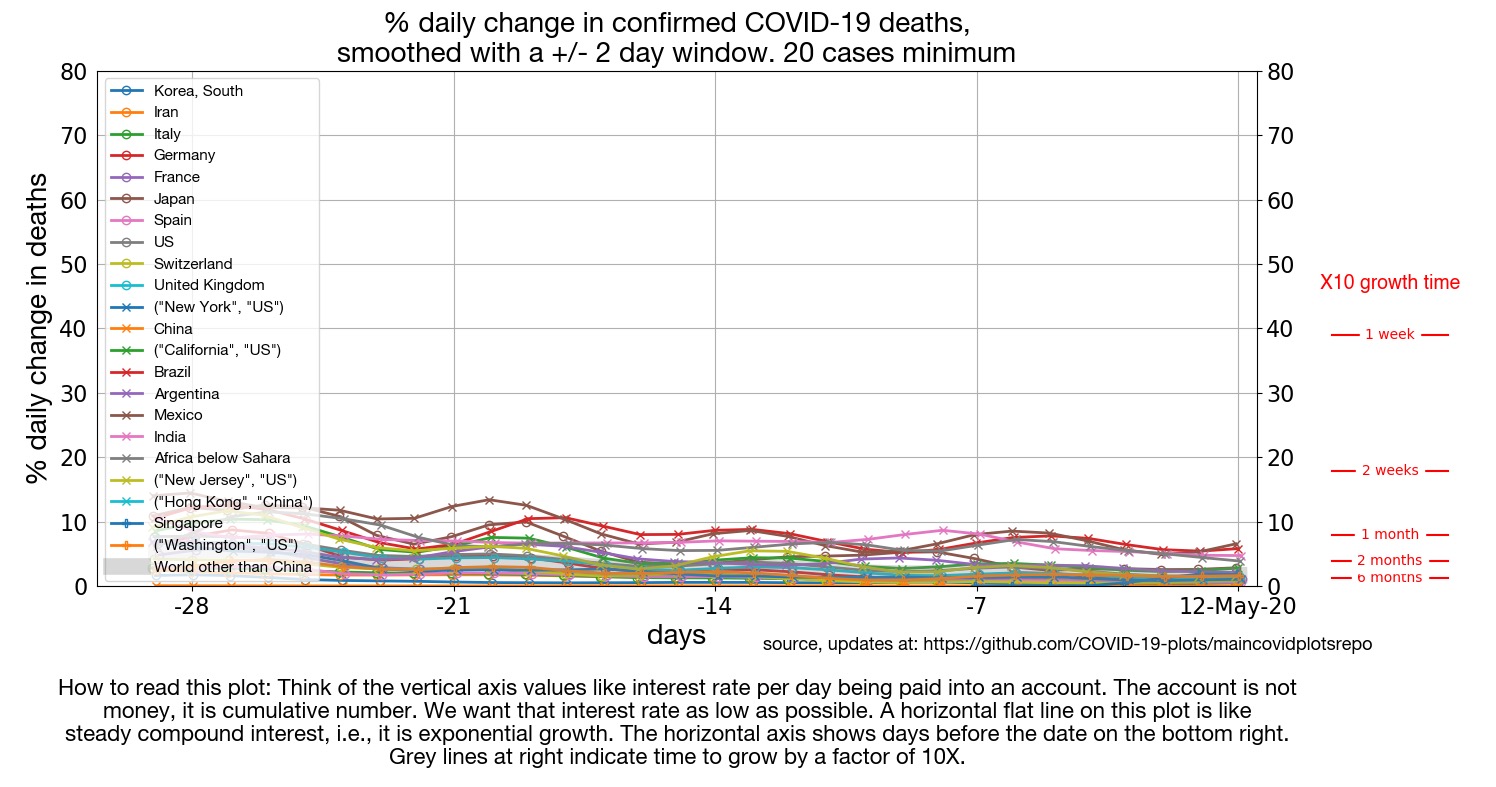 % daily change in confirmed COVID-19 deaths,
smoothed with a +/- 2 day window. 20 cases minimum
% daily change in deaths
80
70
60
50
40
30
20
10
0
Korea, South
Iran
Italy
Germany
France
Japan
Spain
US
Switzerland
United Kingdom
("New York", "US")
China
("California", "US")
Brazil
Argentina
Mexico
India
Africa below Sahara
("New Jersey", "US")
("Hong Kong", "China")
Singapore
("Washington", "US")
World other than China
80
70
60
50
40
30
20
10
0
X10 growth time
1 week
2 weeks
1 month
2 months
6 months
-28
-21
-14
-7
12-May-20
days
source, updates at: https://github.com/COVID-19-plots/maincovidplotsrepo
How to read this plot: Think of the vertical axis values like interest rate per day being paid into an account. The account is not
money, it is cumulative number. We want that interest rate as low as possible. A horizontal flat line on this plot is like
steady compound interest, i.e., it is exponential growth. The horizontal axis shows days before the date on the bottom right.
Grey lines at right indicate time to grow by a factor of 10X.